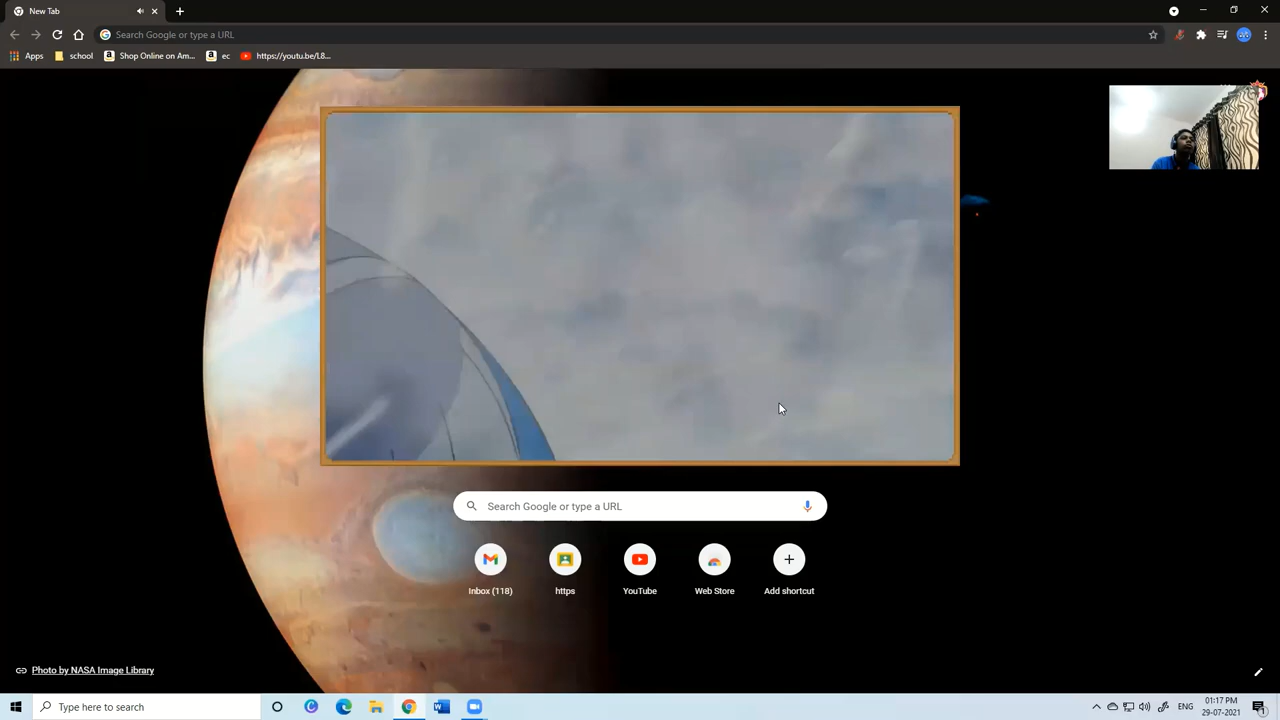 New Tab
Search Google or type a URL
Apps
school
Shop Online on Am...
ec
https://youtu.be/L8...
Search Google or type a URL
Inbox (118)
https
YouTube
Web Store
Add shortcut
Photo by NASA Image Library
Type here to search
ENG
01:17 PM
29-07-2021